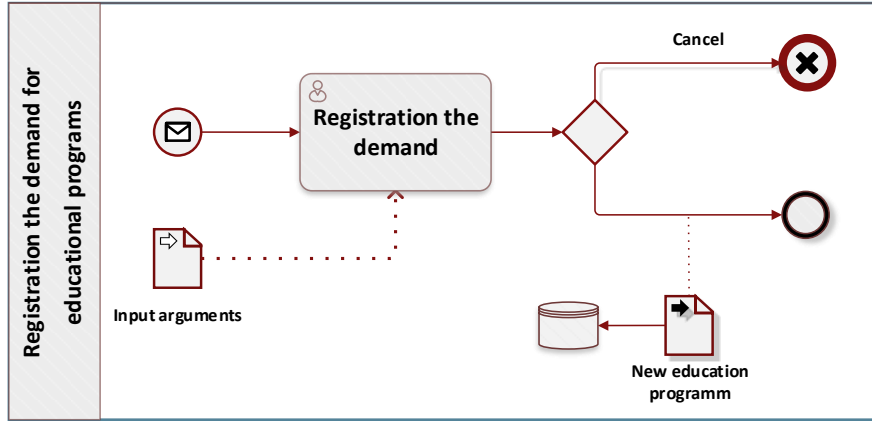 Registration the demand for
educational programs
Cancel
Registration the
demand
Input arguments
New education
programm